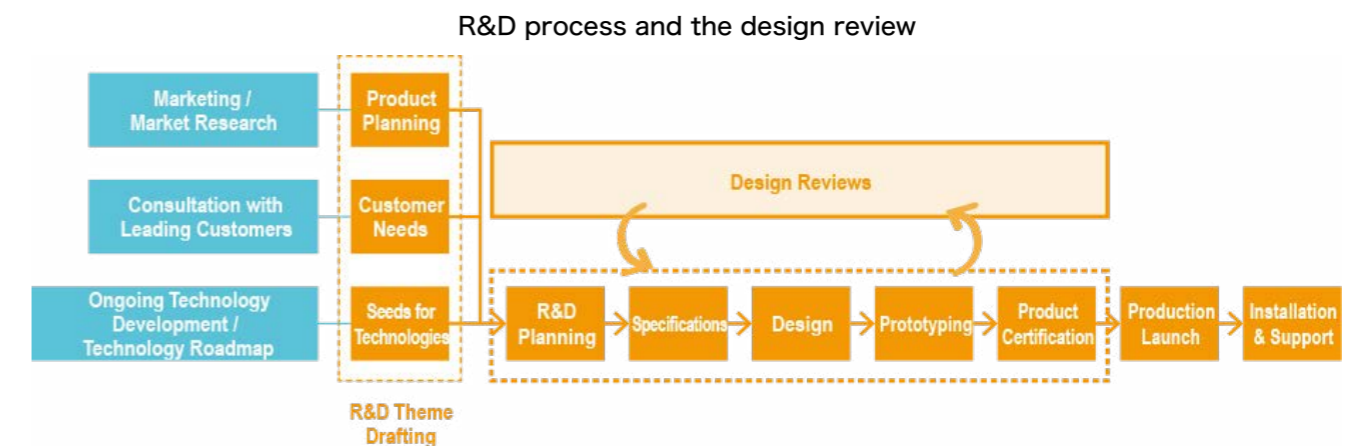 R&D process and the design review
Marketing /
Market Research
Product
Planning
Design Reviews
Consultation with
Leading Customers
Customer
Needs
Ongoing Technology
Development /
Technology Roadmap
Seeds for
Technologies
R&D
Planning
Specifications
Design
Prototyping
Product
Certification
Production
Launch
Installation
& Support
R&D Theme
Drafting